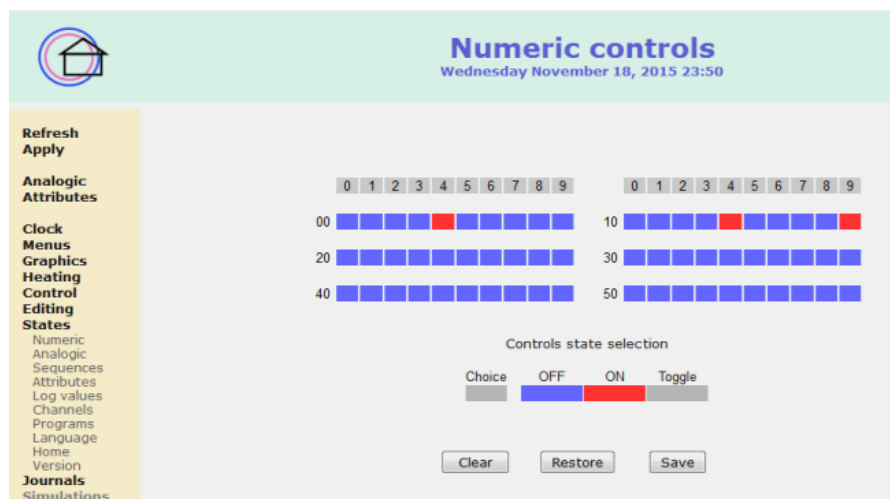 Numeric controls
Wednesday November 18, 2015 23:50
Refresh
Apply
Analogic
Attributes
Clock
Menus
Graphics
Heating
Control
Editing
States
Numeric
Analogic
Sequences
Attributes
Log values
Channels
Programs
Language
Home
Version
Journals
Simulations
0 1 2 3 4 5 6 7 8 9
0 1 2 3 4 5 6 7 8 9
00
10
20
30
40
50
Controls state selection
Choice OFF ON Toggle
Clear Restore Save